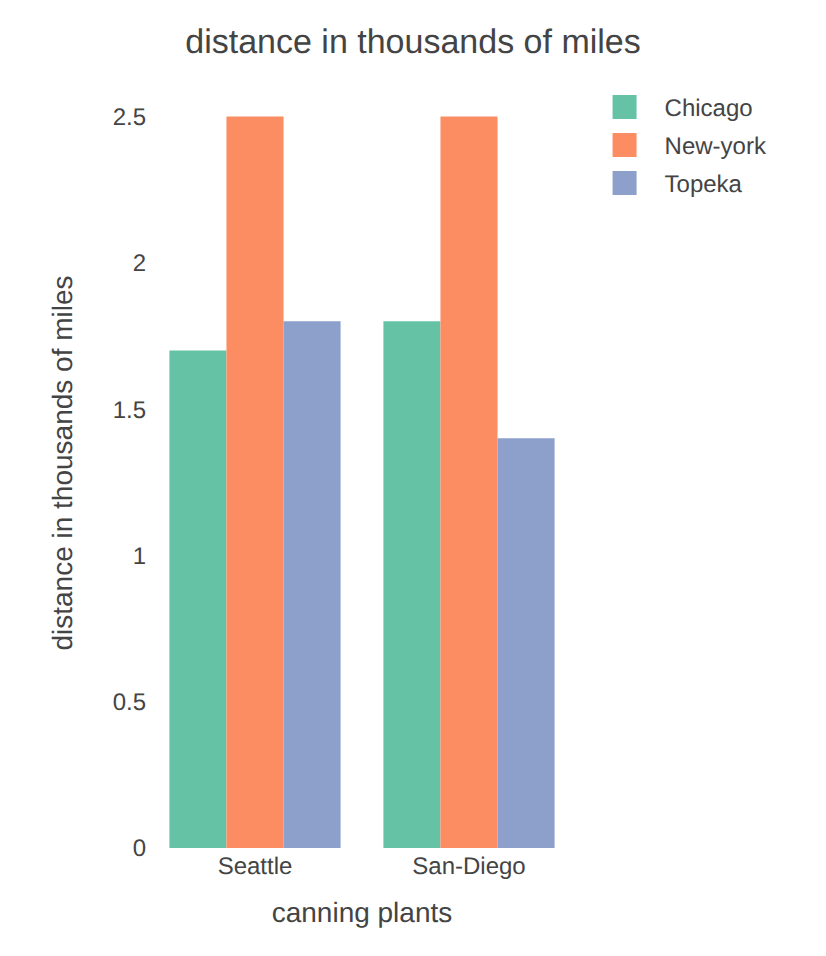 distance in thousands of miles
Chicago
New-york
Topeka
distance in thousands of miles
2.5
2
1.5
1
0.5
0
Seattle San-Diego
canning plants